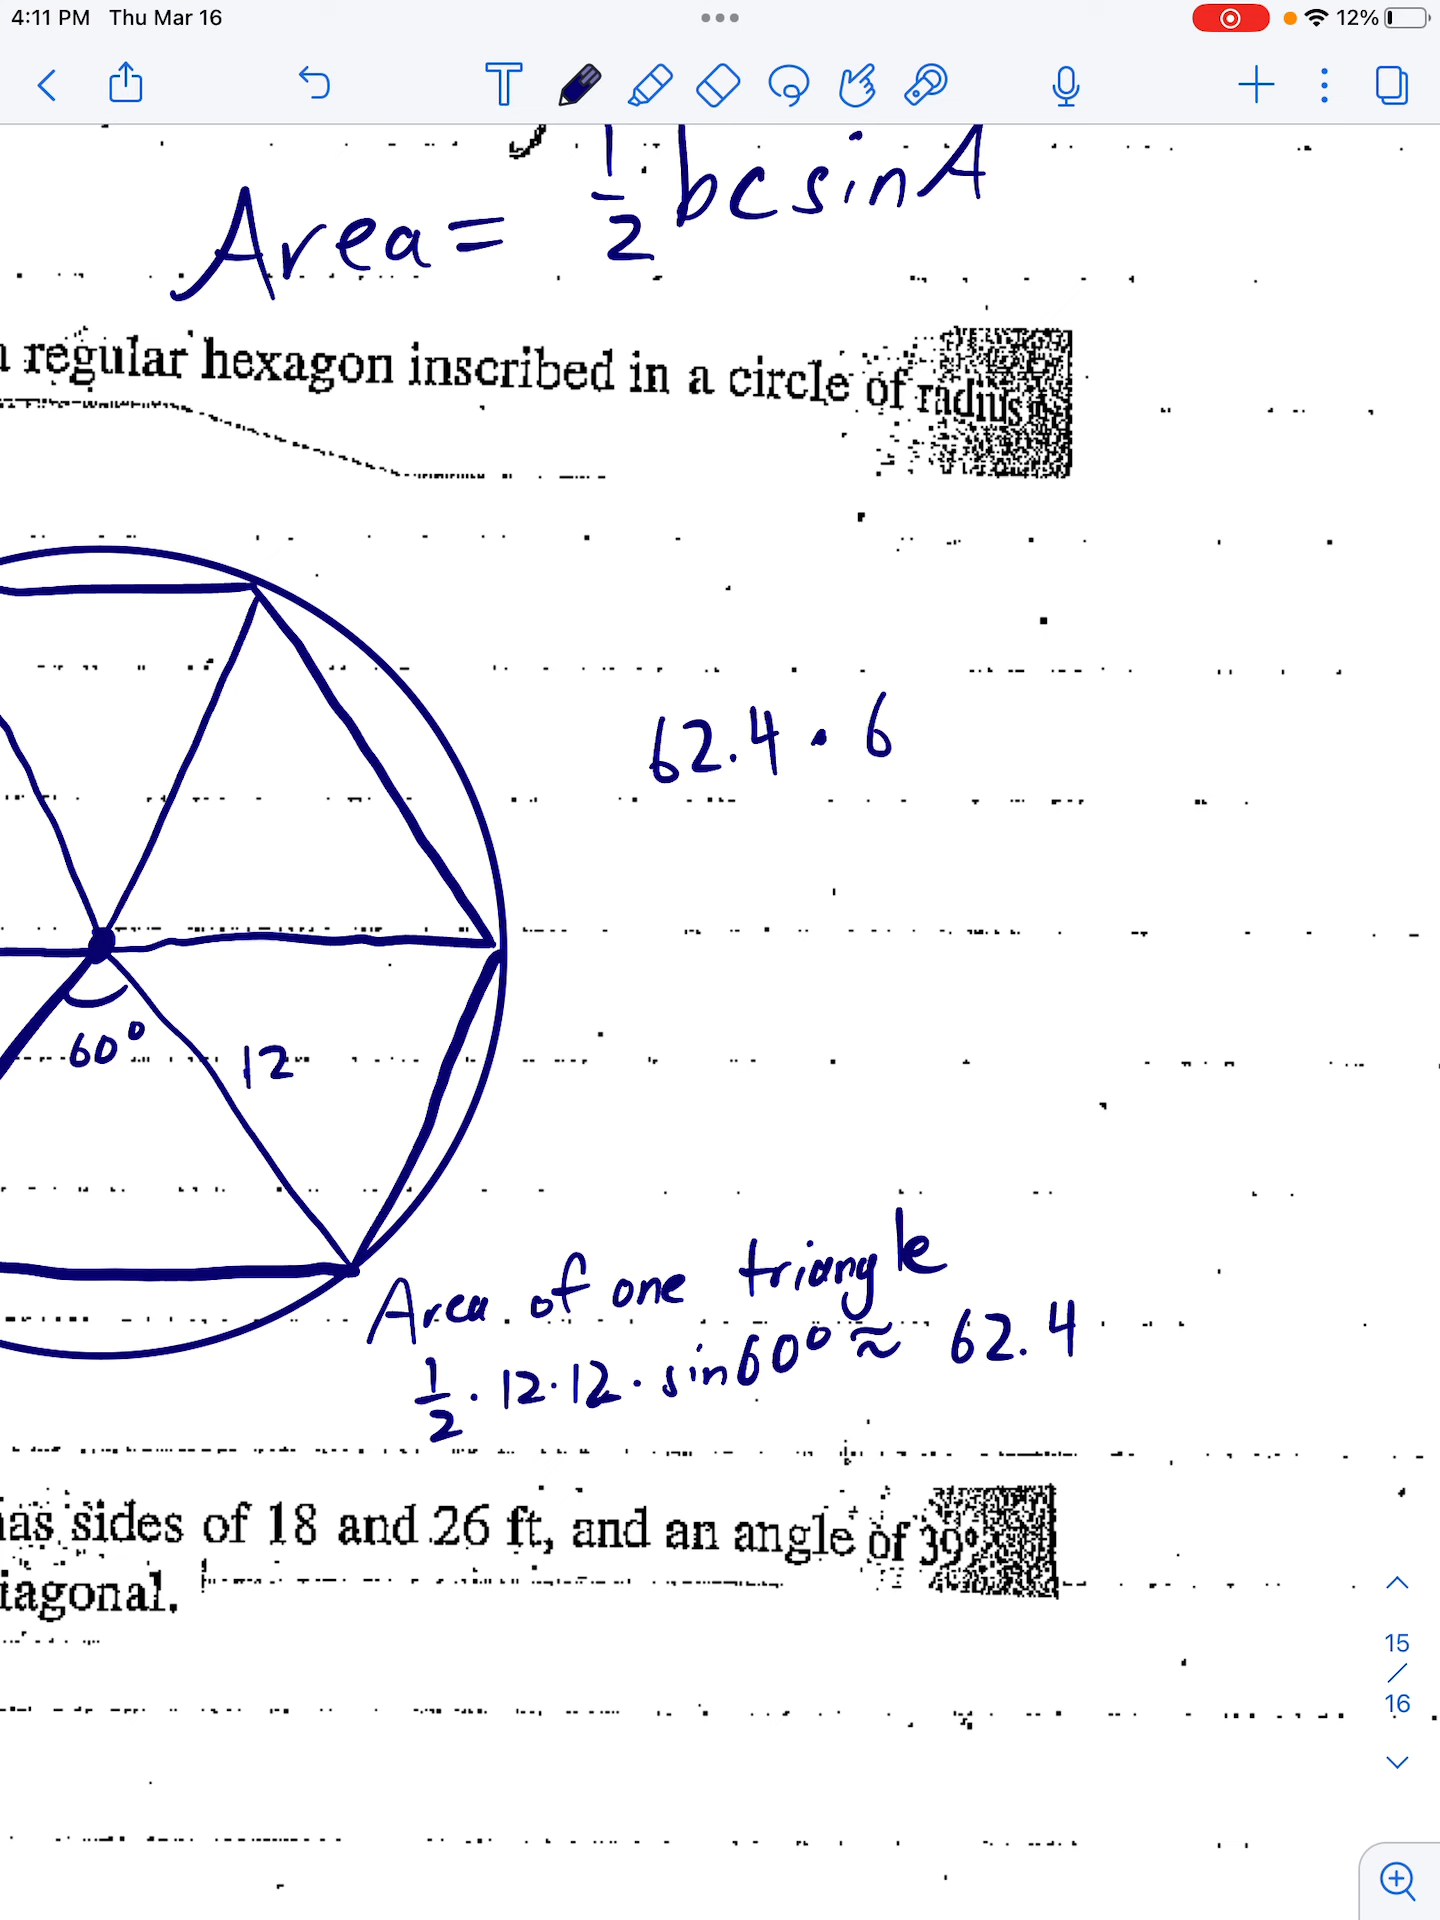 4:11 PM Thu Mar 16
12%
Area = 1/2 bc sin A
regular hexagon inscribed in a circle of radius
62.4 · 6
60°
12
Area of one triangle
1/2 · 12 · 12 · sin 60° ≈ 62.4
has sides of 18 and 26 ft, and an angle of 39°
iagonal.
15
/
16